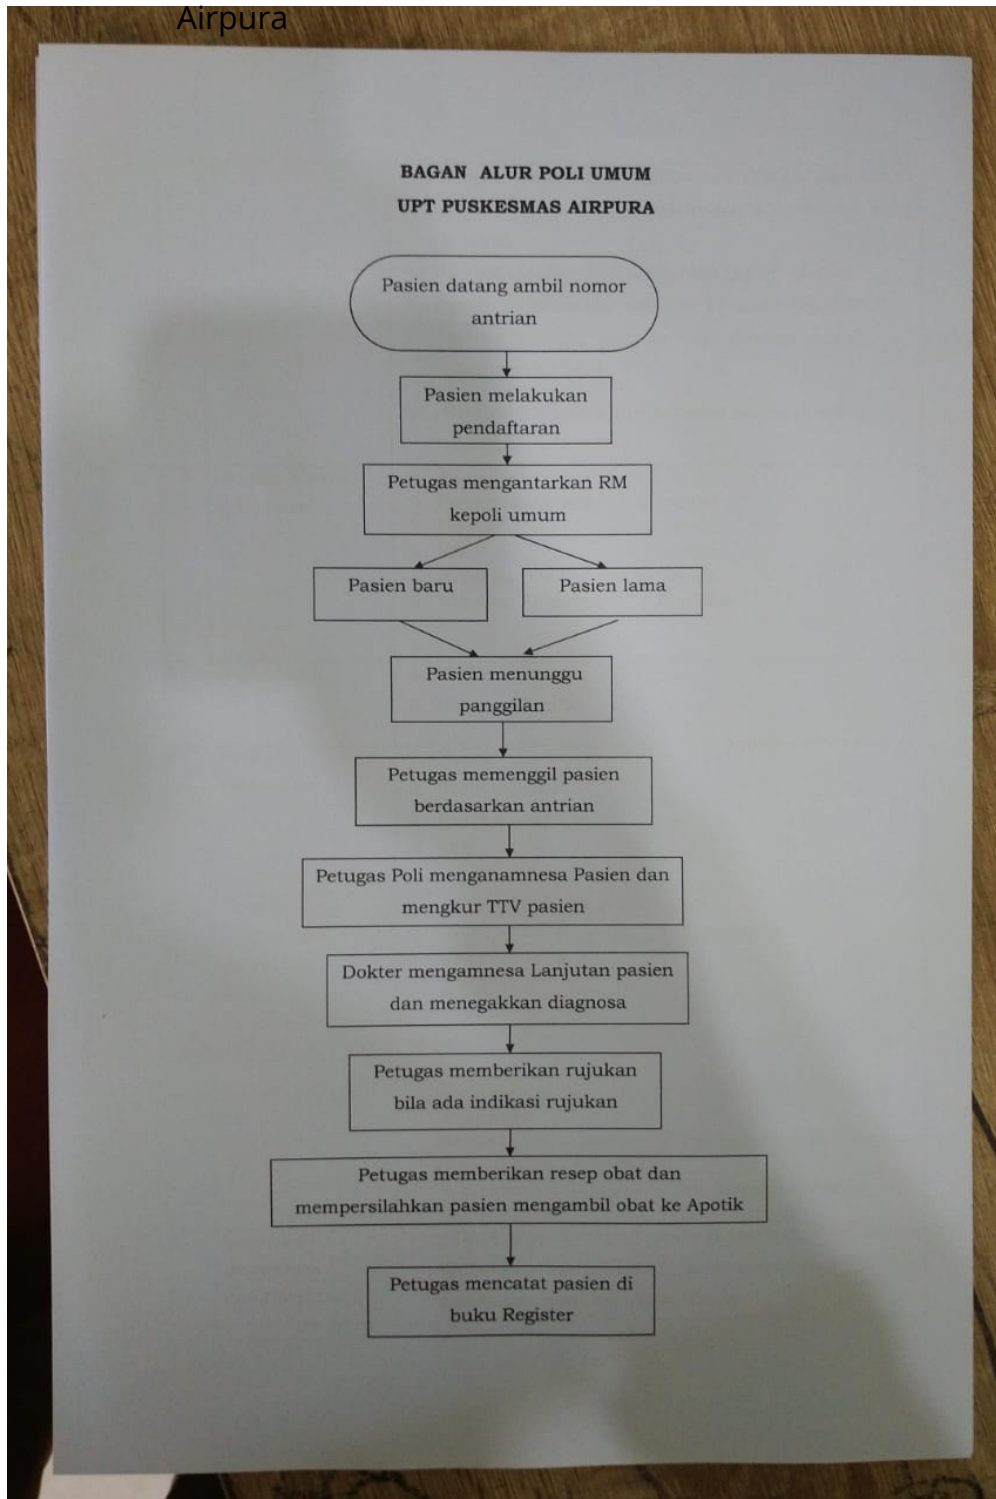 Airpura
BAGAN ALUR POLI UMUM
UPT PUSKESMAS AIRPURA
Pasien datang ambil nomor
antrian
Pasien melakukan
pendaftaran
Petugas mengantarkan RM
kepoli umum
Pasien baru
Pasien lama
Pasien menunggu
panggilan
Petugas memenggil pasien
berdasarkan antrian
Petugas Poli menganamnesa Pasien dan
mengkur TTV pasien
Dokter mengamnesa Lanjutan pasien
dan menegakkan diagnosa
Petugas memberikan rujukan
bila ada indikasi rujukan
Petugas memberikan resep obat dan
mempersilahkan pasien mengambil obat ke Apotik
Petugas mencatat pasien di
buku Register